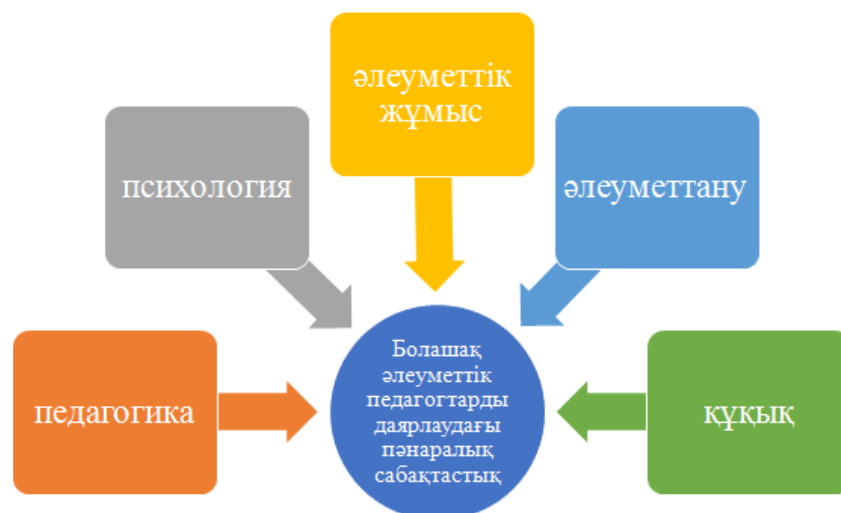 әлеуметтік
жұмыс
психология
әлеуметтану
педагогика
Болашақ
әлеуметтік
педагогтарды
даярлаудағы
пәнаралық
сабақтастық
құқық